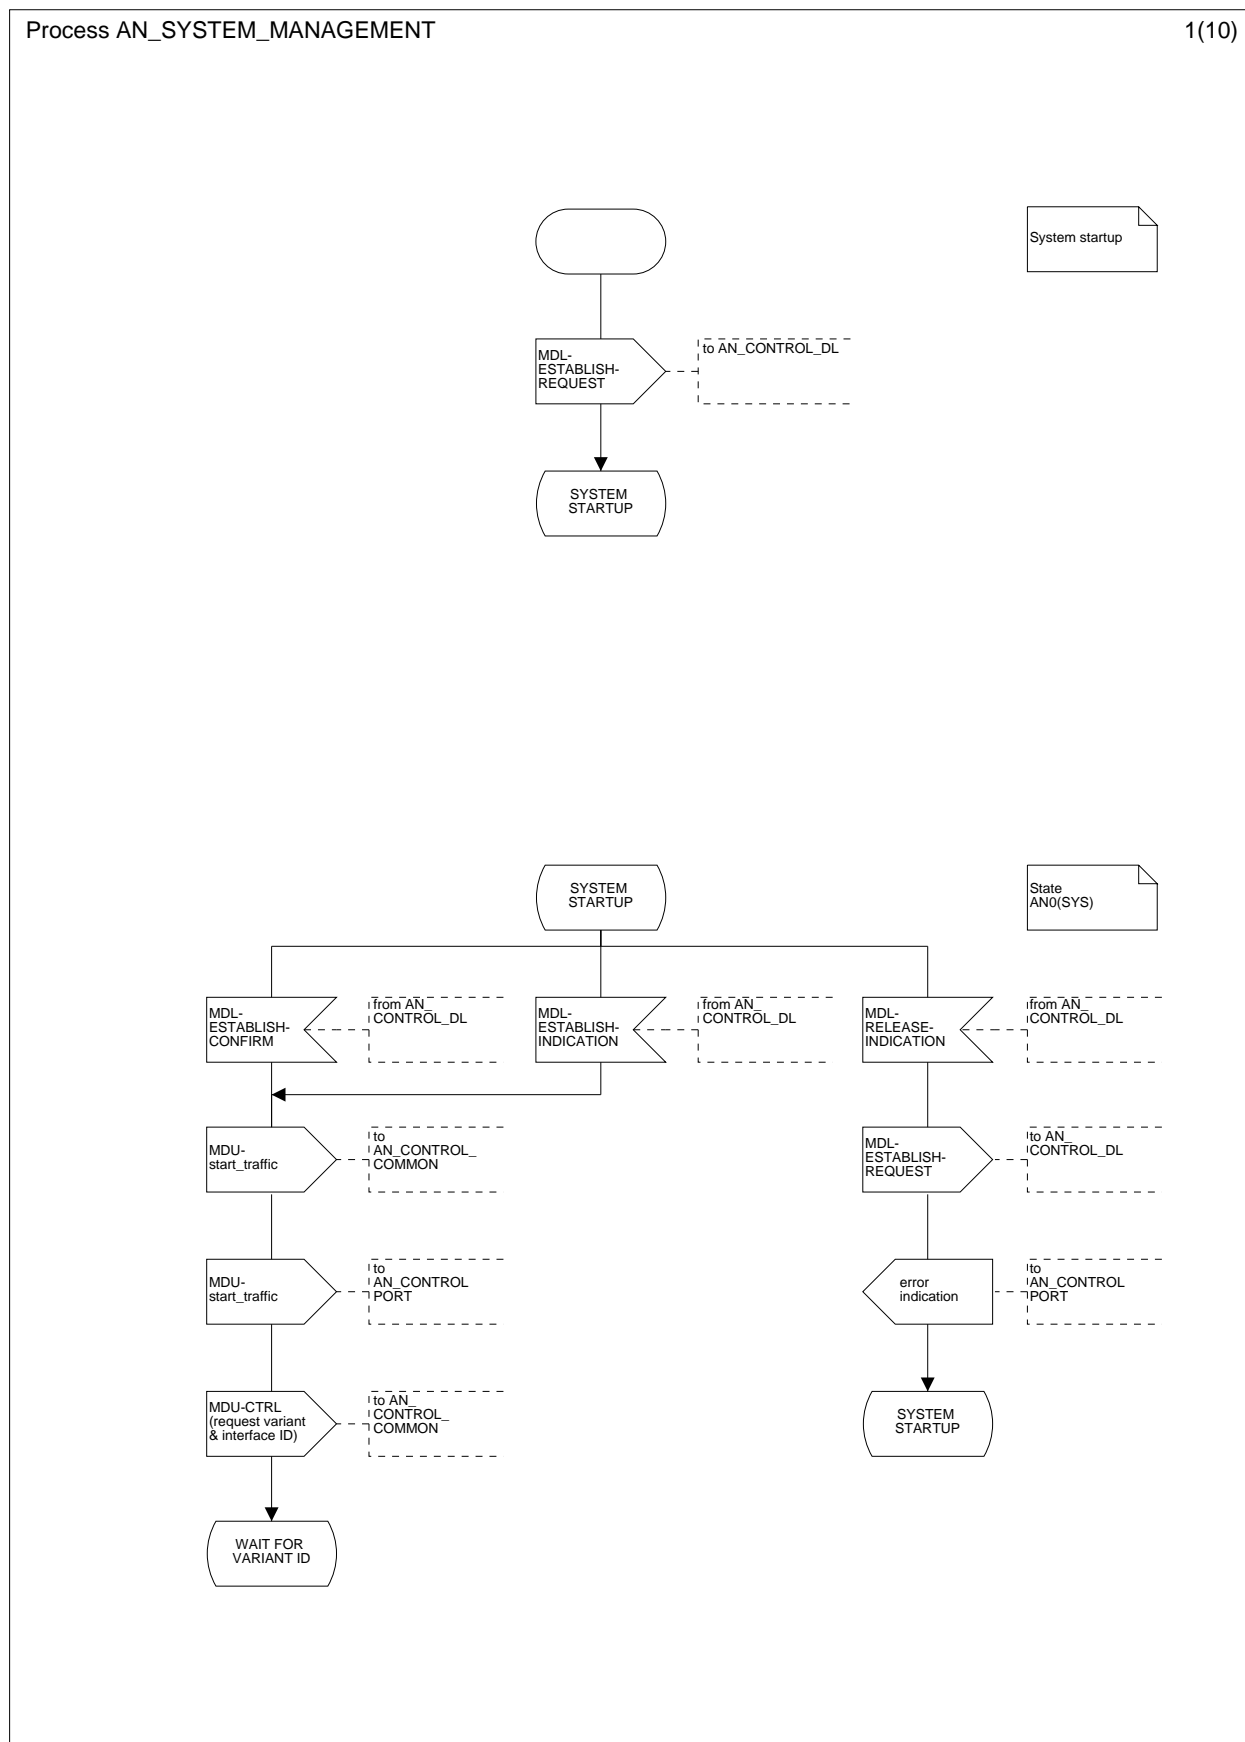 Process AN_SYSTEM_MANAGEMENT
1(10)
System startup
MDL-
ESTABLISH-
REQUEST
to AN_CONTROL_DL
SYSTEM
STARTUP
SYSTEM
STARTUP
State
AN0(SYS)
MDL-
ESTABLISH-
CONFIRM
from AN_
CONTROL_DL
MDL-
ESTABLISH-
INDICATION
from AN_
CONTROL_DL
MDL-
RELEASE-
INDICATION
from AN_
CONTROL_DL
MDU-
start_traffic
to
AN_CONTROL_
COMMON
MDL-
ESTABLISH-
REQUEST
to AN_
CONTROL_DL
MDU-
start_traffic
to
AN_CONTROL
PORT
error
indication
to
AN_CONTROL
PORT
MDU-CTRL
(request variant
& interface ID)
to AN_
CONTROL_
COMMON
SYSTEM
STARTUP
WAIT FOR
VARIANT ID